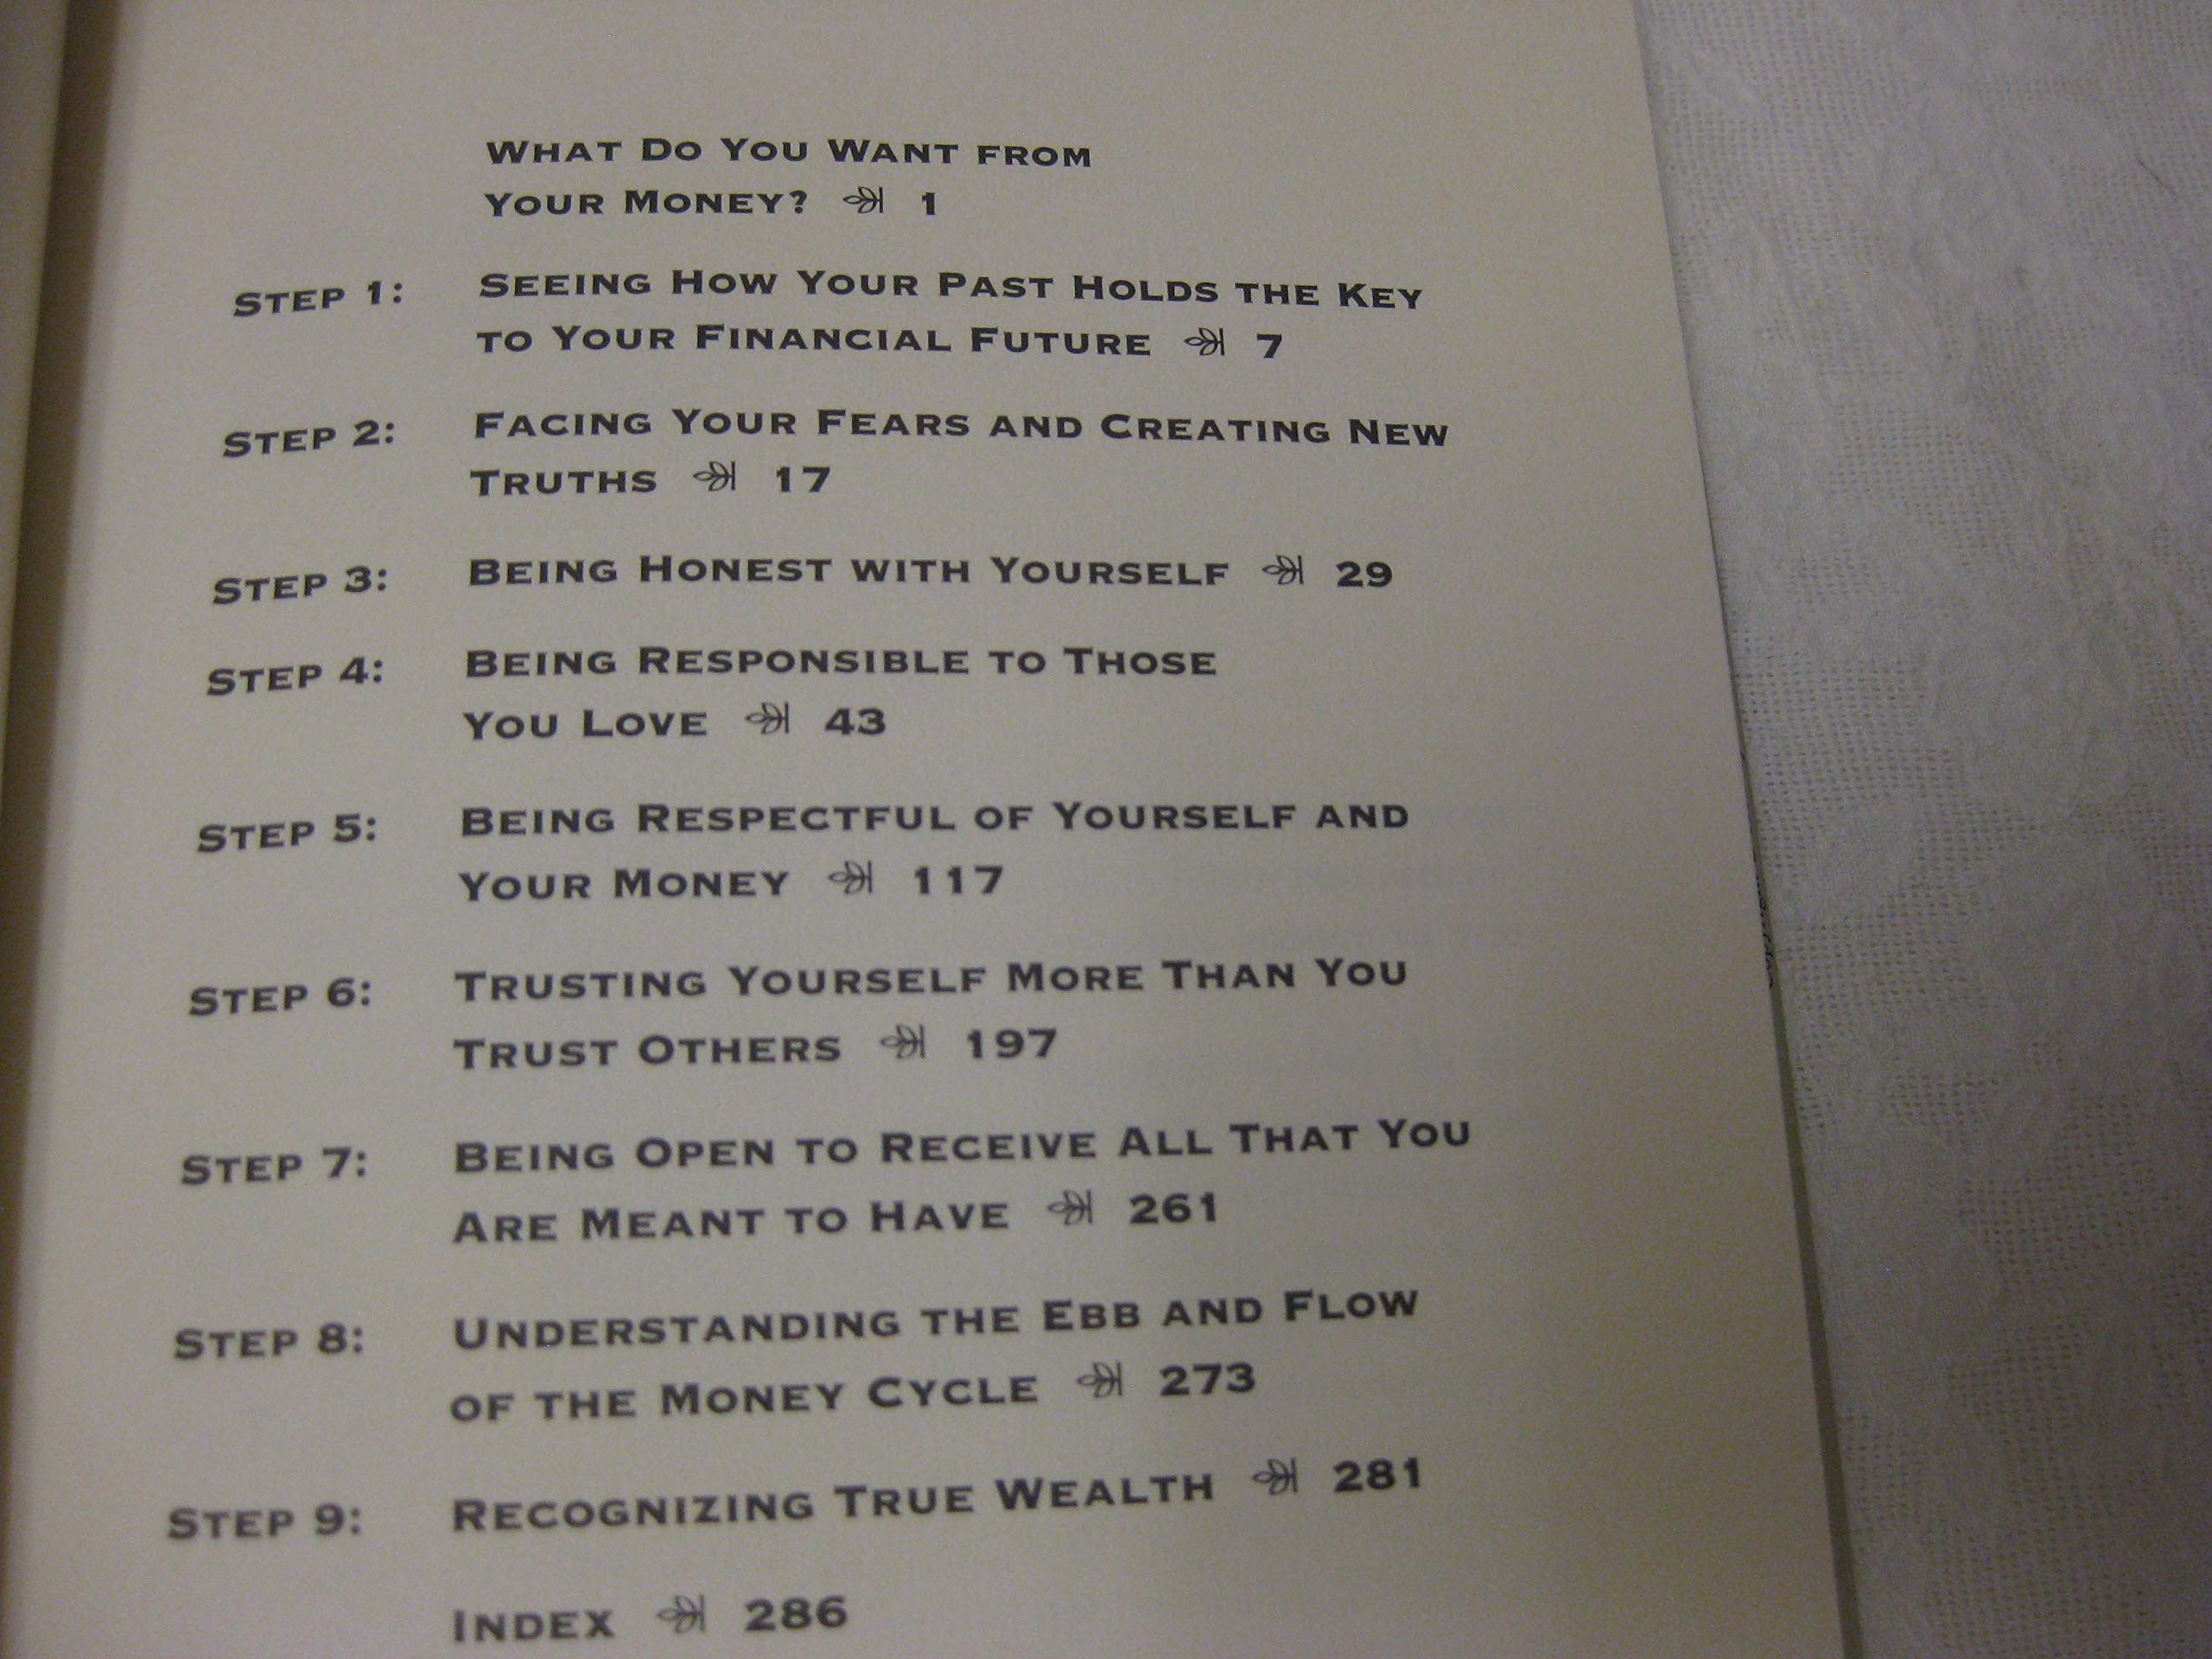 WHAT DO YOU WANT FROM
YOUR MONEY? 1
STEP 1: SEEING HOW YOUR PAST HOLDS THE KEY
TO YOUR FINANCIAL FUTURE 7
STEP 2: FACING YOUR FEARS AND CREATING NEW
TRUTHS 17
STEP 3: BEING HONEST WITH YOURSELF 29
STEP 4: BEING RESPONSIBLE TO THOSE
YOU LOVE 43
STEP 5: BEING RESPECTFUL OF YOURSELF AND
YOUR MONEY 117
STEP 6: TRUSTING YOURSELF MORE THAN YOU
TRUST OTHERS 197
STEP 7: BEING OPEN TO RECEIVE ALL THAT YOU
ARE MEANT TO HAVE 261
STEP 8: UNDERSTANDING THE EBB AND FLOW
OF THE MONEY CYCLE 273
STEP 9: RECOGNIZING TRUE WEALTH 281
INDEX 286